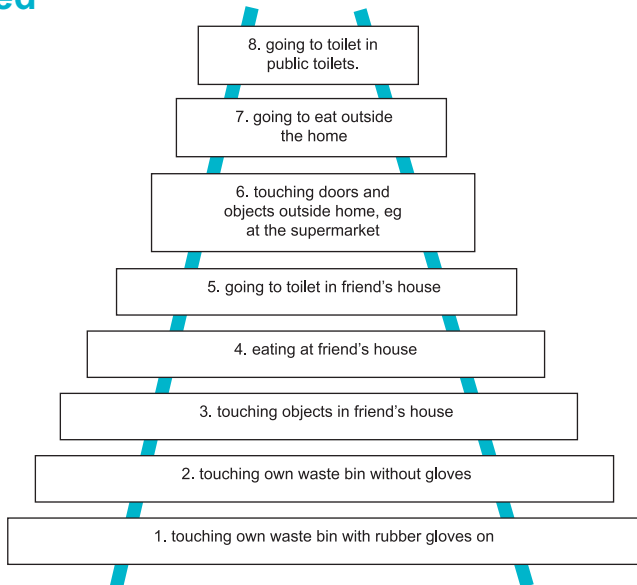 ed
8. going to toilet in
public toilets.
7. going to eat outside
the home
6. touching doors and
objects outside home, eg
at the supermarket
5. going to toilet in friend's house
4. eating at friend's house
3. touching objects in friend's house
2. touching own waste bin without gloves
1. touching own waste bin with rubber gloves on